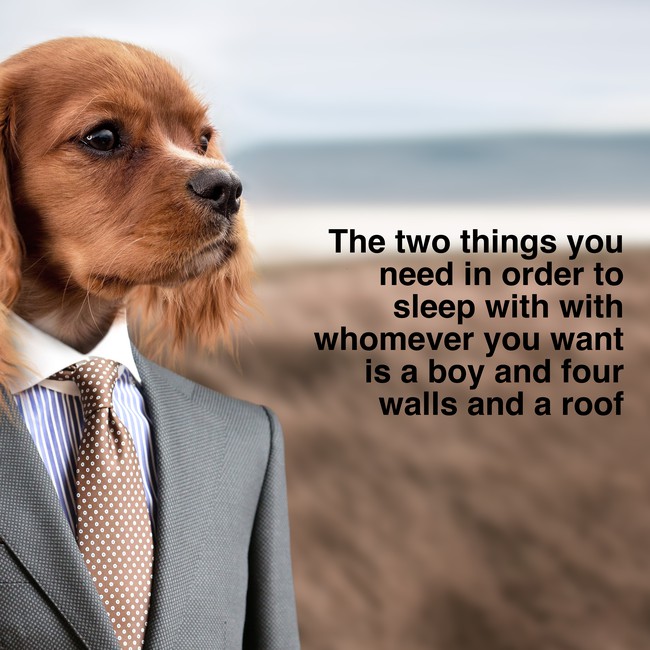 The two things you
need in order to
sleep with with
whomever you want
is a boy and four
walls and a roof